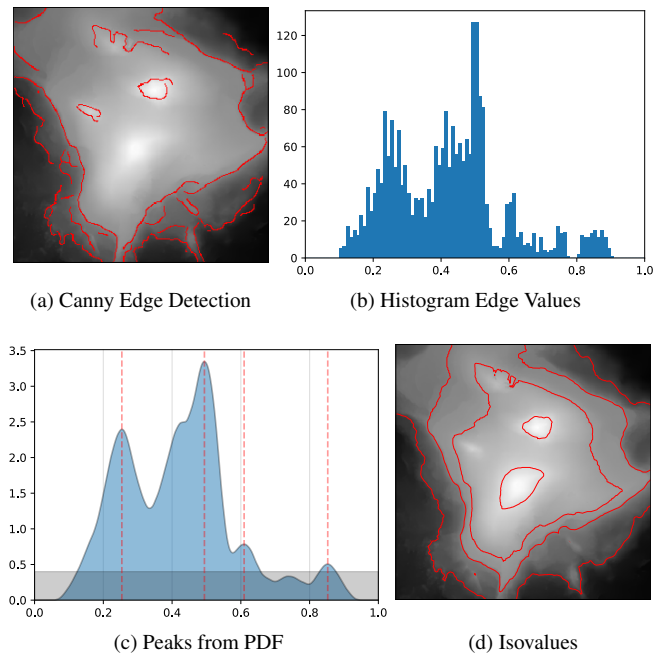 120
100
80
60
40
20
0
0.0 0.2 0.4 0.6 0.8 1.0
(a) Canny Edge Detection
(b) Histogram Edge Values
3.5
3.0
2.5
2.0
1.5
1.0
0.5
0.0
0.0 0.2 0.4 0.6 0.8 1.0
(c) Peaks from PDF
(d) Isovalues